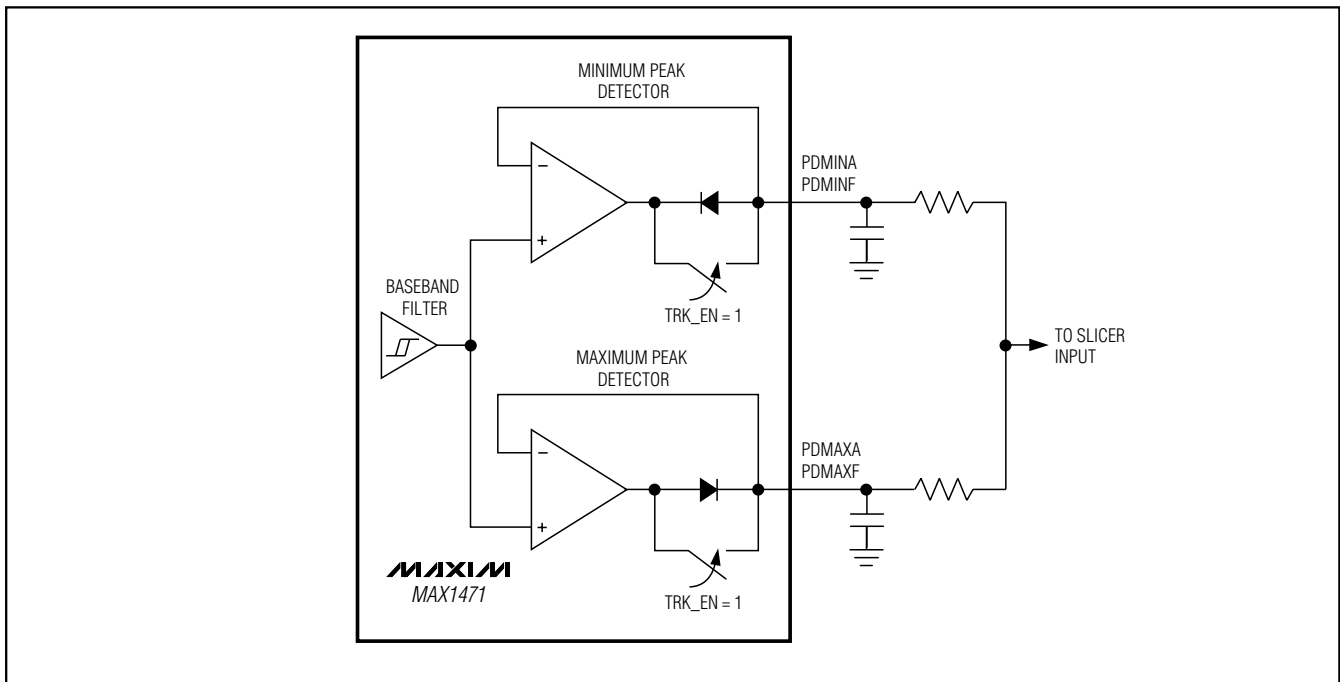 MINIMUM PEAK
DETECTOR
−
+
PDMINA
PDMINF
TRK_EN = 1
BASEBAND
FILTER
TO SLICER
INPUT
MAXIMUM PEAK
DETECTOR
−
+
PDMAXA
PDMAXF
TRK_EN = 1
MAXIM
MAX1471